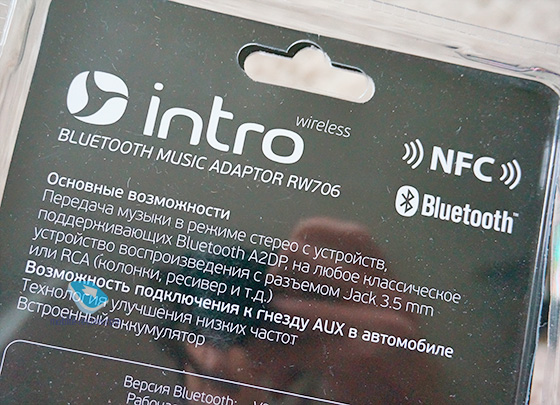 intro
wireless
BLUETOOTH MUSIC ADAPTOR RW706
NFC
Bluetooth™
Основные возможности
Передача музыки в режиме стерео с устройств,
поддерживающих Bluetooth A2DP, на любое классическое
устройство воспроизведения с разъемом Jack 3.5 mm
или RCA (колонки, ресивер и т.д.)
Возможность подключения к гнезду AUX в автомобиле
Технология улучшения низких частот
Встроенный аккумулятор
Версия Bluetooth: